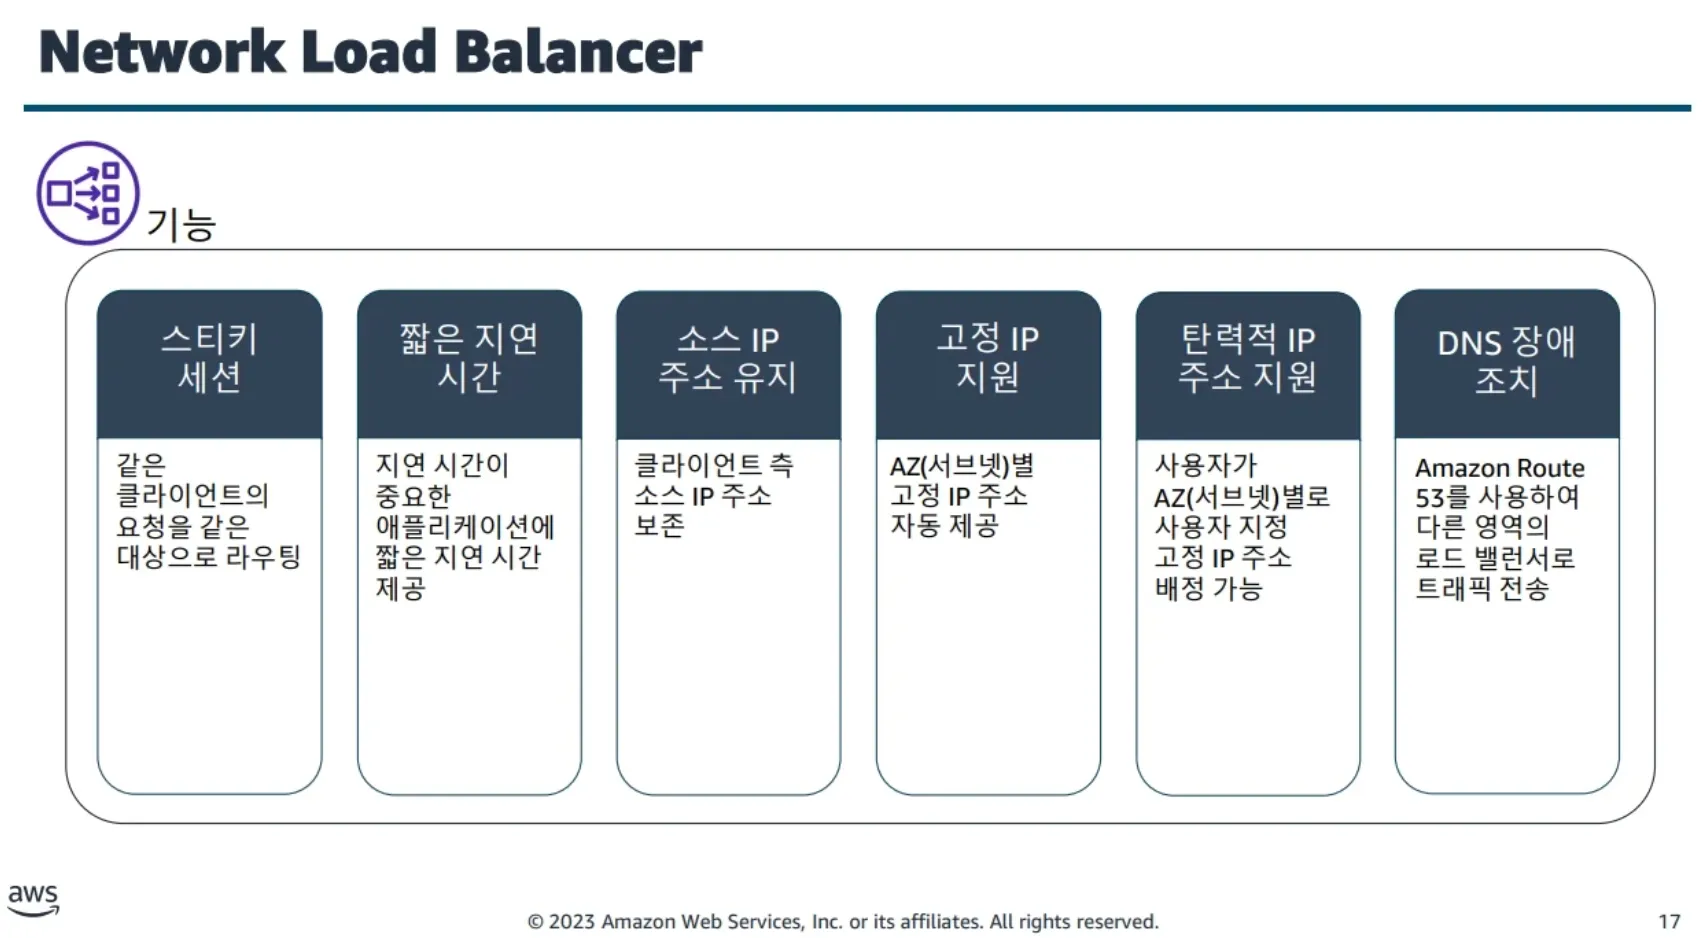 Network Load Balancer
기능
스티키
세션
같은
클라이언트의
요청을 같은
대상으로 라우팅
짧은 지연
시간
지연 시간이
중요한
애플리케이션에
짧은 지연 시간
제공
소스 IP
주소 유지
클라이언트 측
소스 IP 주소
보존
고정 IP
지원
AZ(서브넷)별
고정 IP 주소
자동 제공
탄력적 IP
주소 지원
사용자가
AZ(서브넷)별로
사용자 지정
고정 IP 주소
배정 가능
DNS 장애
조치
Amazon Route
53를 사용하여
다른 영역의
로드 밸런서로
트래픽 전송
aws
© 2023 Amazon Web Services, Inc. or its affiliates. All rights reserved.
17